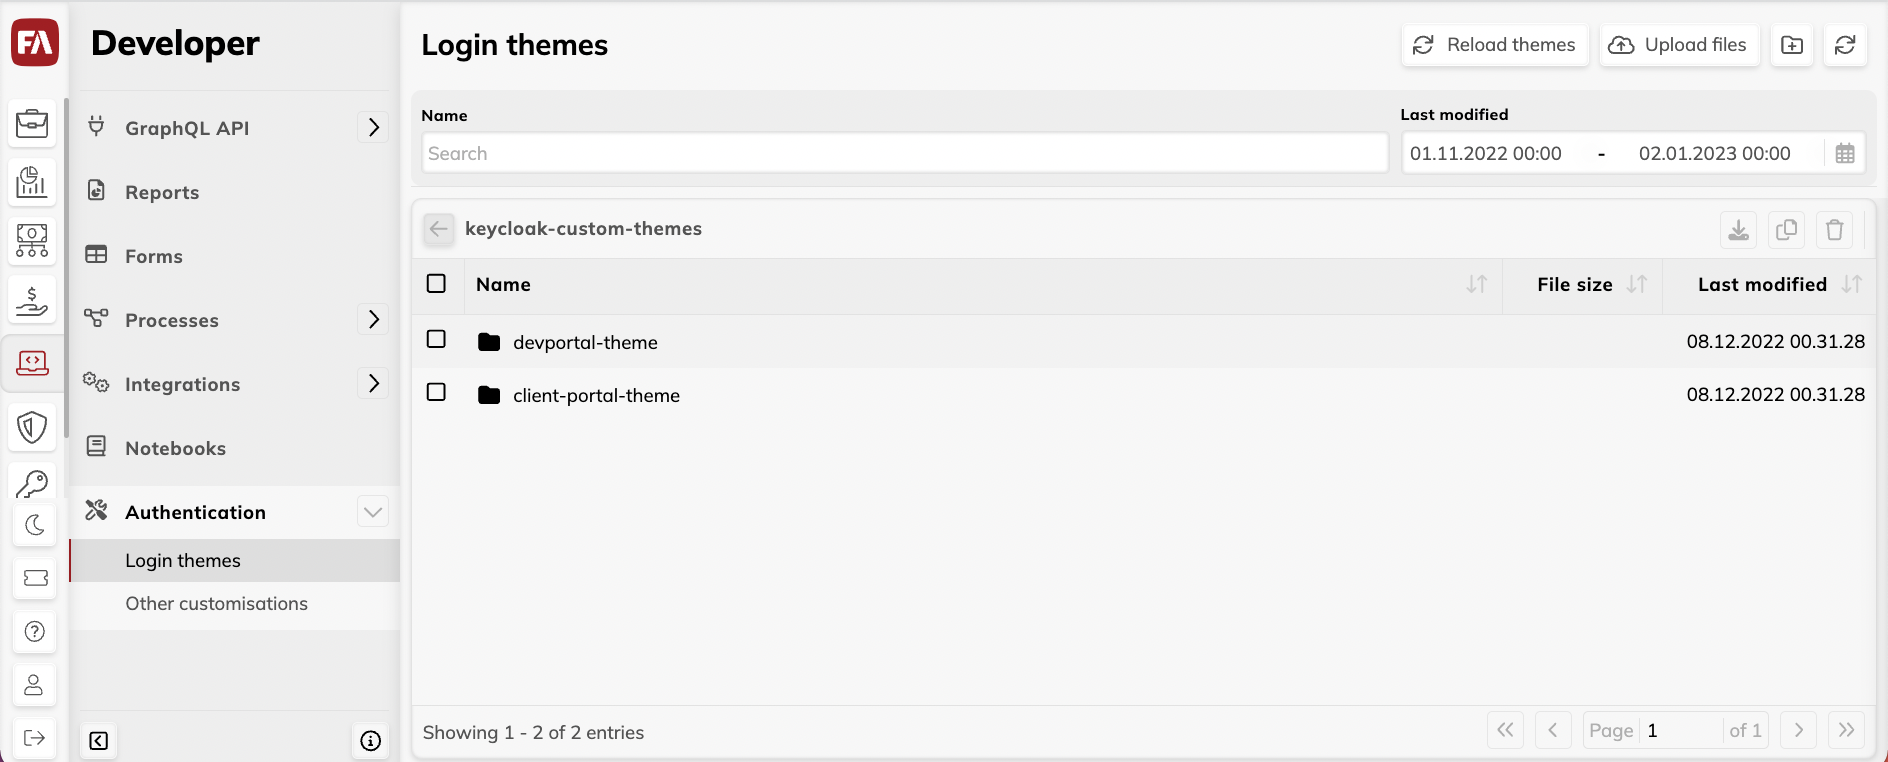 FA
Developer
GraphQL API
Reports
Forms
Processes
Integrations
Notebooks
Authentication
Login themes
Other customisations
Login themes
Reload themes
Upload files
Name
Search
Last modified
01.11.2022 00:00 - 02.01.2023 00:00
keycloak-custom-themes
Name File size Last modified
devportal-theme 08.12.2022 00.31.28
client-portal-theme 08.12.2022 00.31.28
Showing 1 - 2 of 2 entries
Page 1 of 1